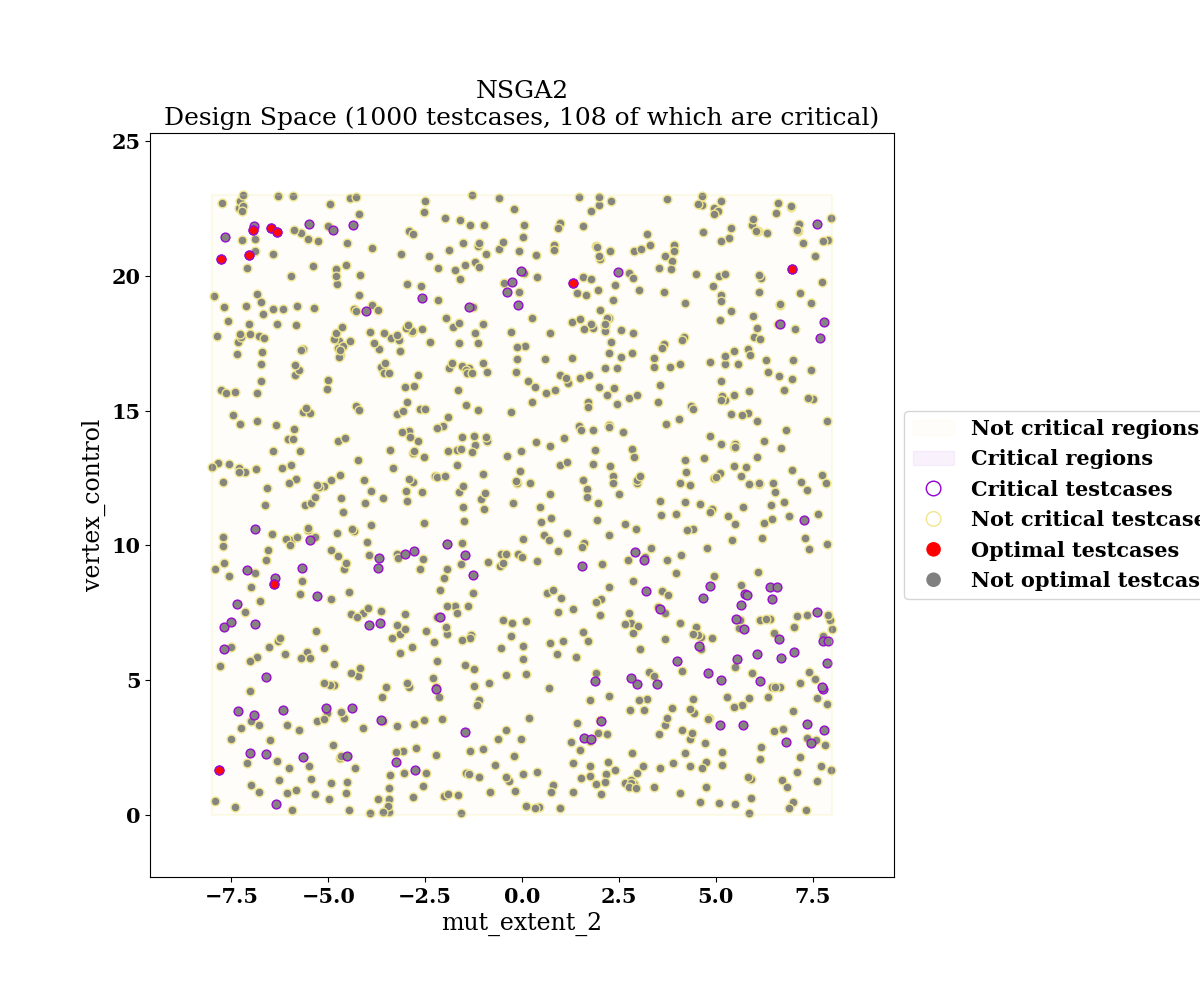 NSGA2
Design Space (1000 testcases, 108 of which are critical)
25
20
15
10
5
0
vertex_control
−7.5
−5.0
−2.5
0.0
2.5
5.0
7.5
mut_extent_2
Not critical regions
Critical regions
Critical testcases
Not critical testcase
Optimal testcases
Not optimal testcas